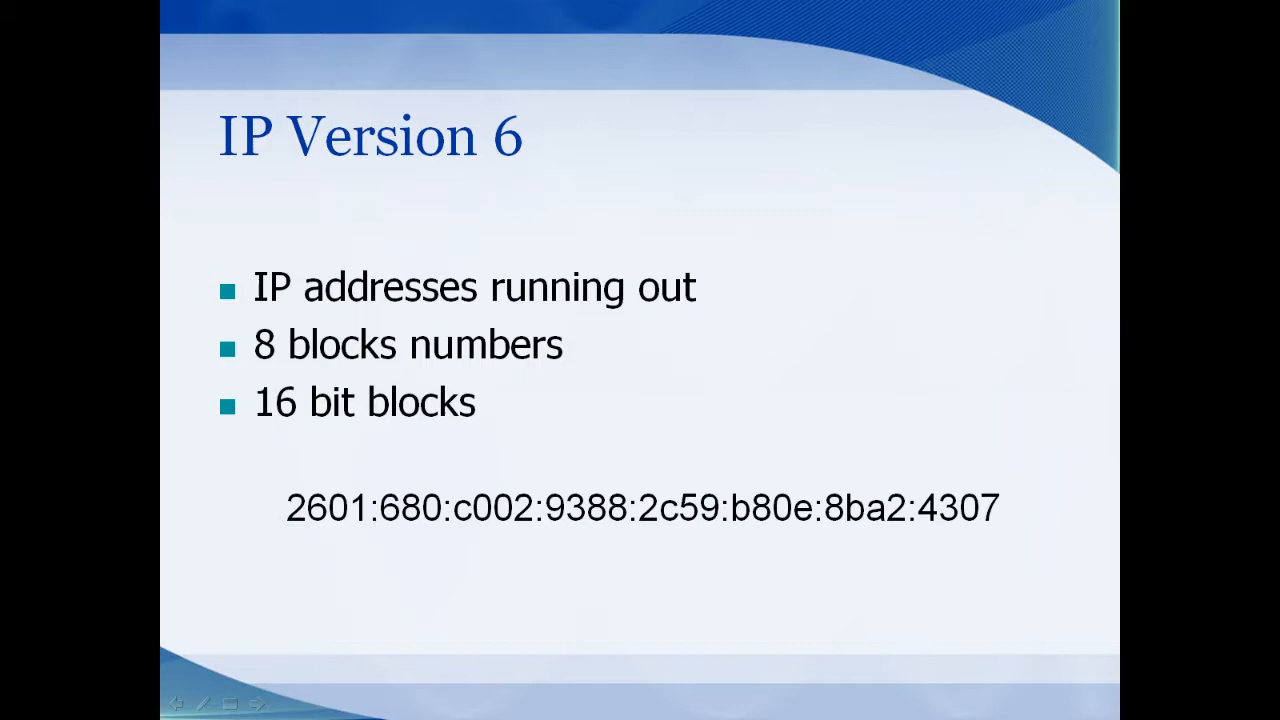 IP Version 6
IP addresses running out
8 blocks numbers
16 bit blocks
2601:680:c002:9388:2c59:b80e:8ba2:4307